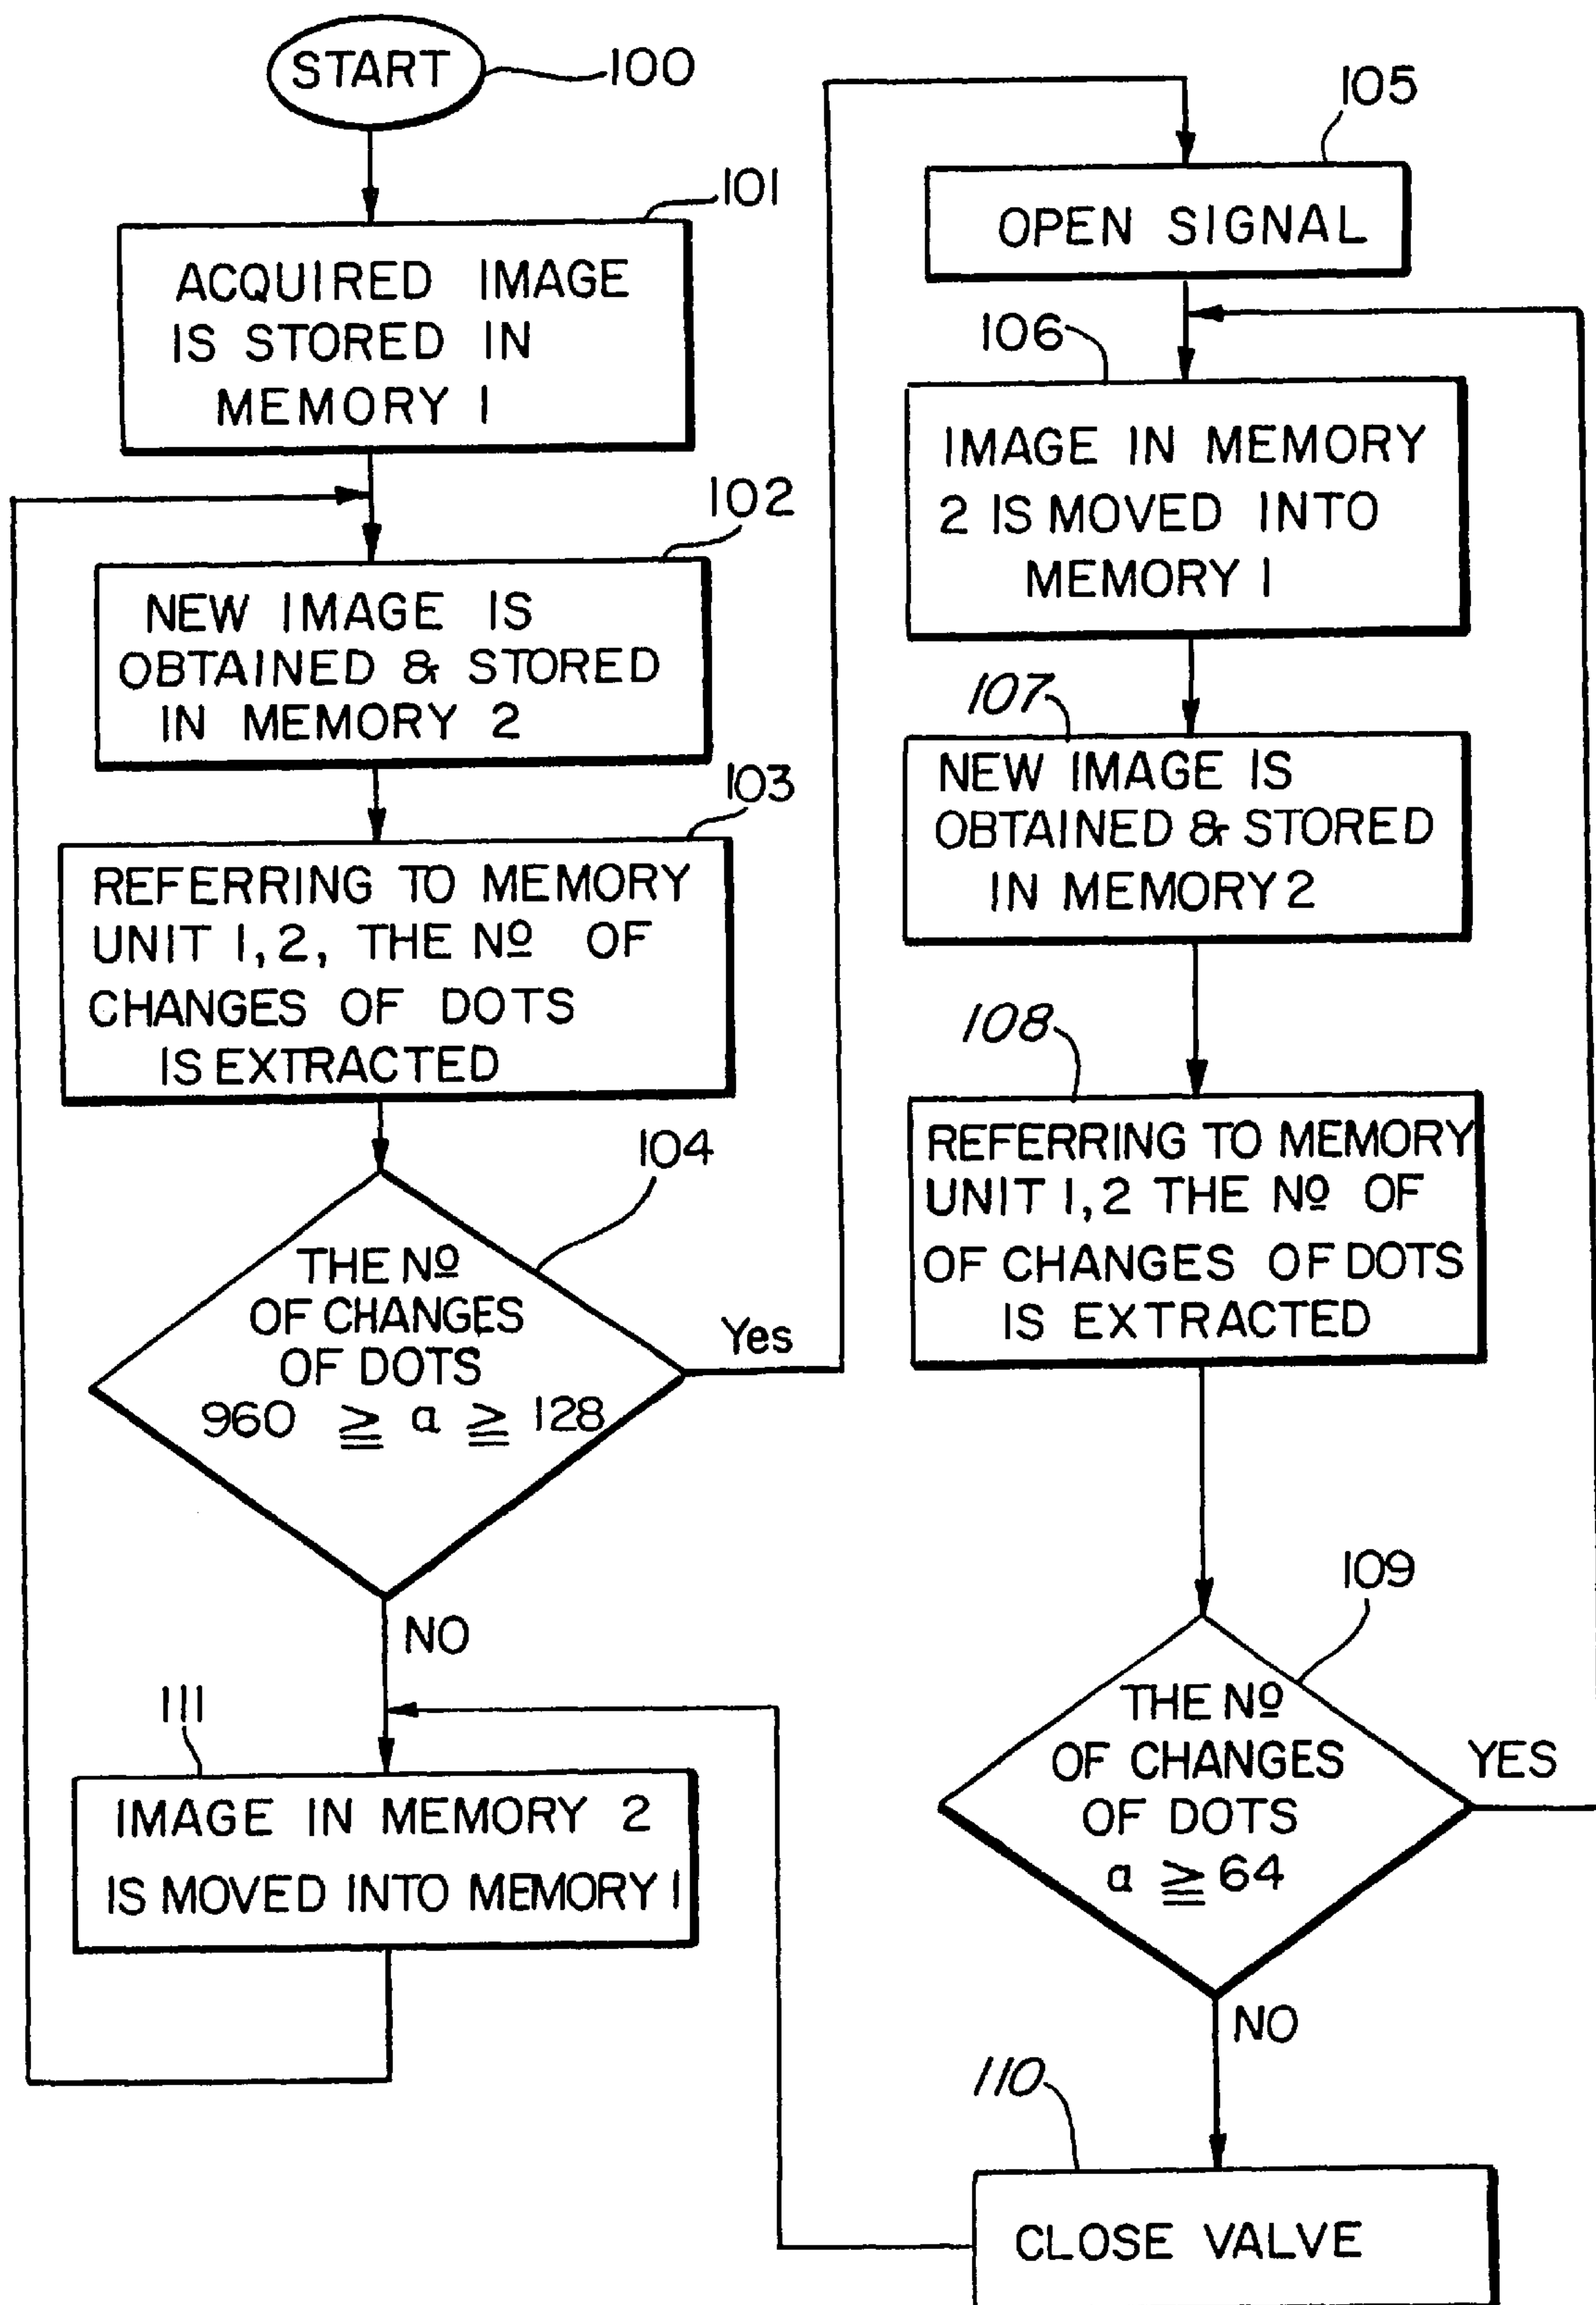 START
100
101
ACQUIRED IMAGE
IS STORED IN
MEMORY 1
102
NEW IMAGE IS
OBTAINED & STORED
IN MEMORY 2
103
REFERRING TO MEMORY
UNIT 1, 2, THE Nº OF
CHANGES OF DOTS
IS EXTRACTED
104
THE Nº
OF CHANGES
OF DOTS
960 ≧ a ≧ 128
Yes
NO
111
IMAGE IN MEMORY 2
IS MOVED INTO MEMORY 1
105
OPEN SIGNAL
106
IMAGE IN MEMORY
2 IS MOVED INTO
MEMORY 1
107
NEW IMAGE IS
OBTAINED & STORED
IN MEMORY 2
108
REFERRING TO MEMORY
UNIT 1, 2 THE Nº OF
OF CHANGES OF DOTS
IS EXTRACTED
109
THE Nº
OF CHANGES
OF DOTS
a ≧ 64
YES
NO
110
CLOSE VALVE